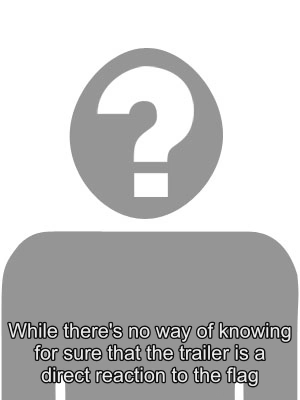 ?
While there's no way of knowing
for sure that the trailer is a
direct reaction to the flag